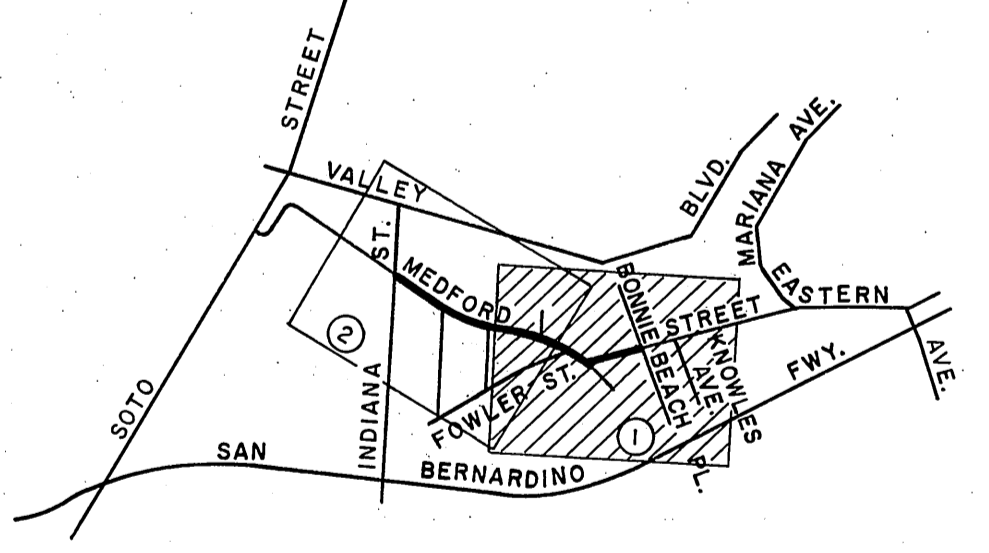 SOTO STREET
VALLEY BLVD.
MARIANA AVE.
INDIANA ST.
MEDFORD STREET
BONNIE BEACH PL.
EASTERN AVE.
KNOWLES AVE.
FOWLER ST.
SAN BERNARDINO FWY.
2
1